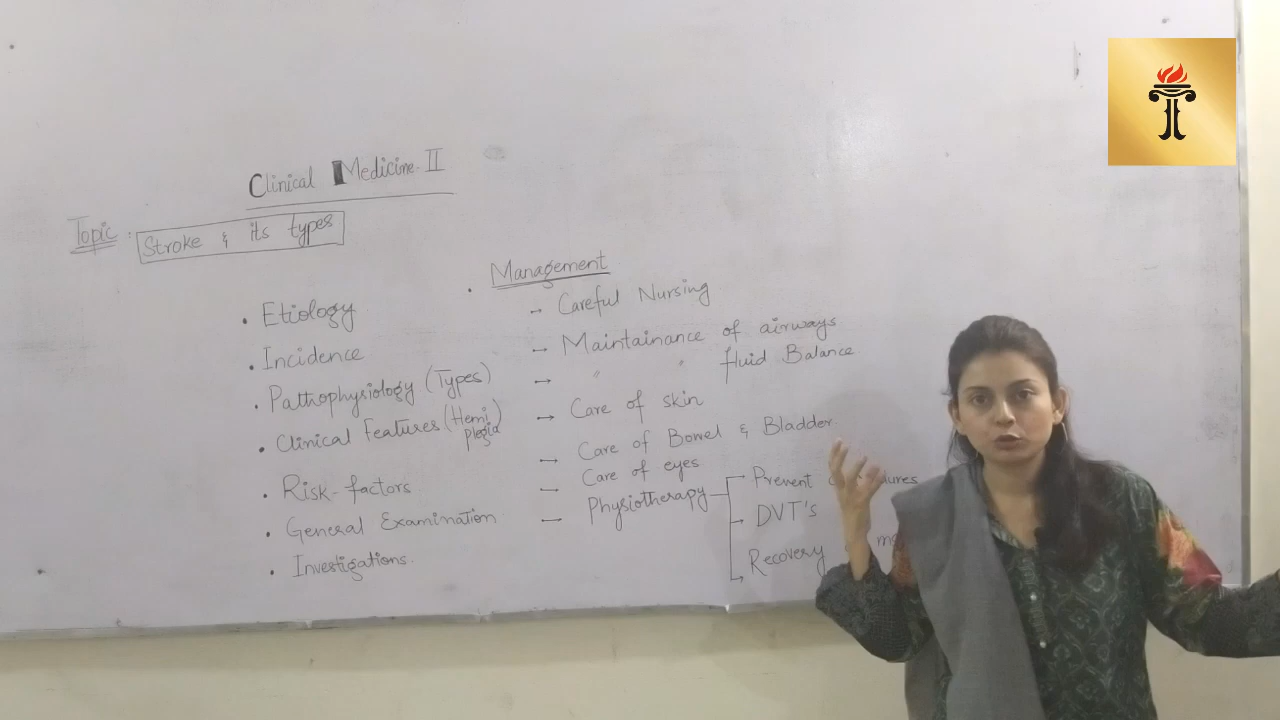 Clinical Medicine-II
Topic : Stroke & its types
• Etiology
• Incidence
• Pathophysiology (Types)
• Clinical Features (Hemi
plegia)
• Risk-factors
• General Examination
• Investigations.
• Management
– Careful Nursing
– Maintainance of airways
– " " fluid Balance
– Care of skin
– Care of Bowel & Bladder
– Care of eyes
– Physiotherapy
Prevent
DVT's
Recovery